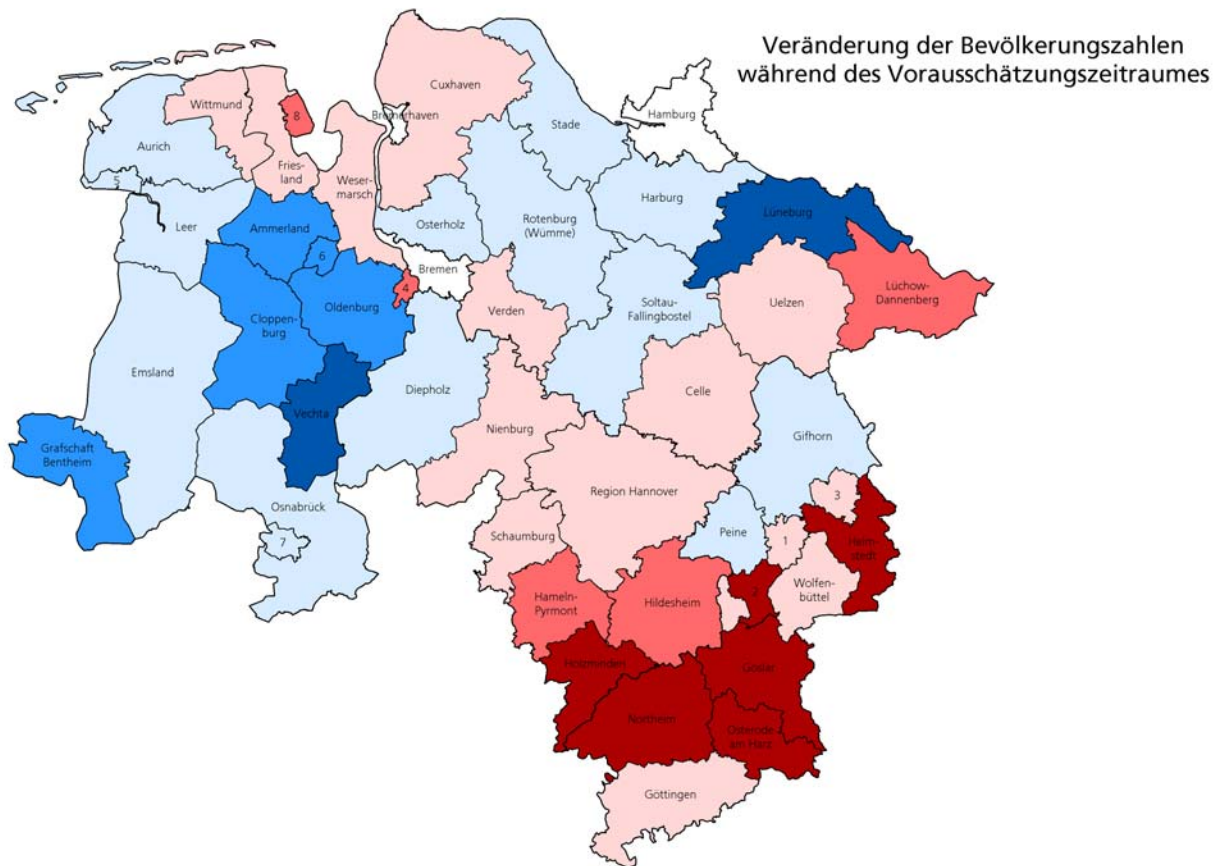 Veränderung der Bevölkerungszahlen
während des Vorausschätzungszeitraumes
Cuxhaven
Wittmund
Hamburg
8
Bremerhaven
Stade
Aurich
Fries-
land
5
Weser-
marsch
Harburg
Lüneburg
Leer
Ammerland
Osterholz
Rotenburg
(Wümme)
6
Bremen
4
Lüchow-
Dannenberg
Uelzen
Oldenburg
Verden
Soltau-
Fallingbostel
Cloppen-
burg
Emsland
Diepholz
Celle
Vechta
Nienburg
Gifhorn
Grafschaft
Bentheim
Region Hannover
3
Osnabrück
Schaumburg
Peine
7
1
Helm-
stedt
Wolfen-
büttel
2
Hameln-
Pyrmont
Hildesheim
Holzminden
Goslar
Northeim
Osterode
am Harz
Göttingen